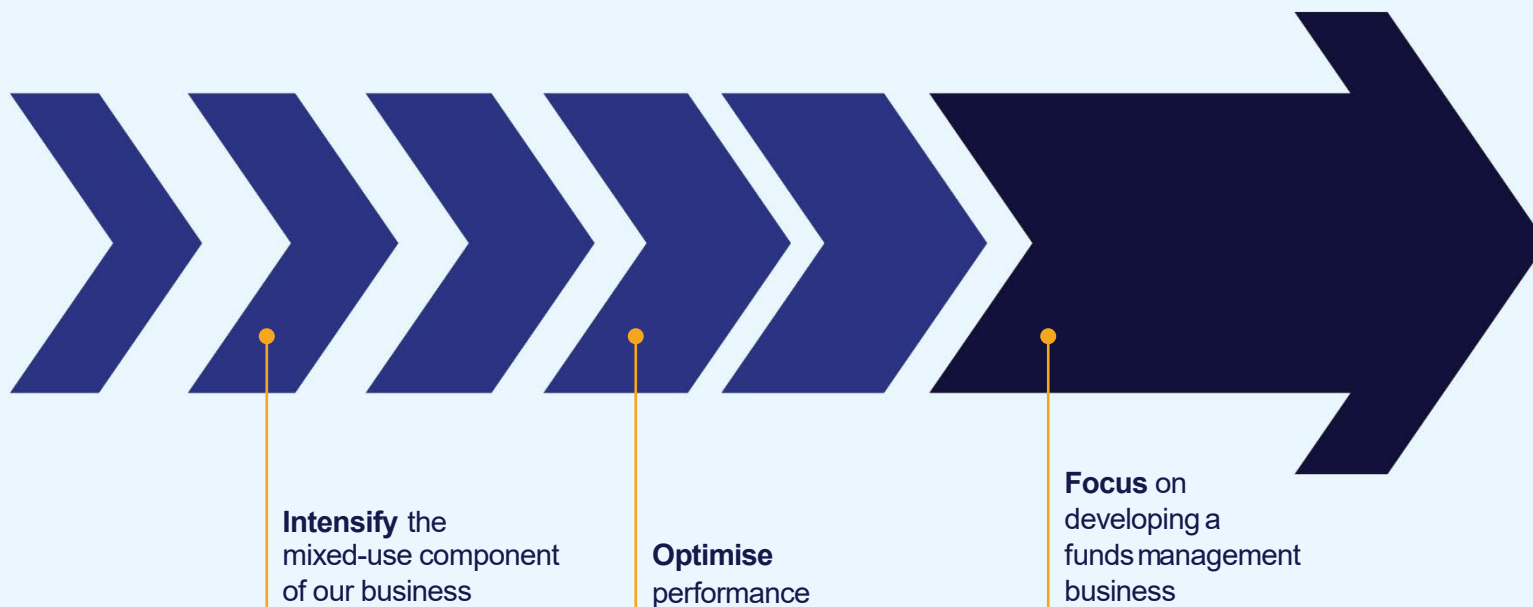 Intensify the
mixed-use component
of our business
Optimise
performance
Focus on
developing a
funds management
business